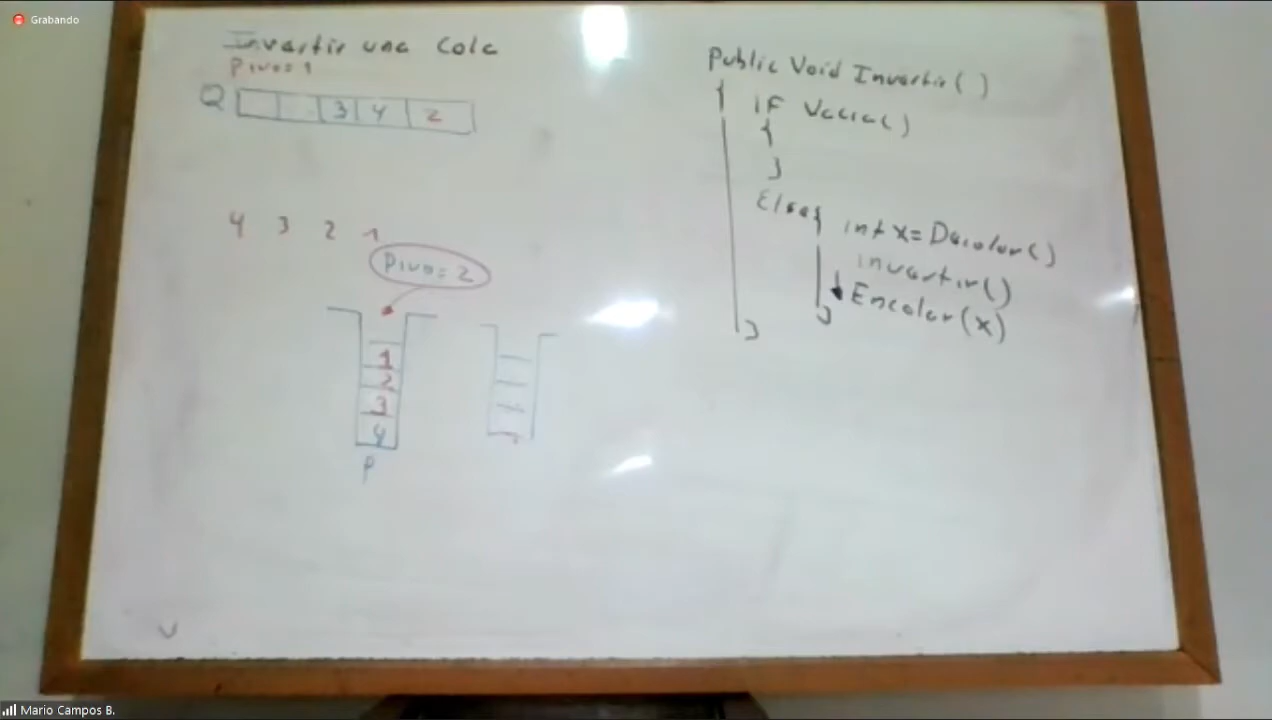 Grabando
Invertir una Cola
Pivo=1
Q
3 4 2
4 3 2 1
Pivo=2
1
2
3
4
P
Public Void Invertir()
{ if Vacia()
{
}
Else{ int x=Decolar()
invertir()
Encolar(x)
}
}
Mario Campos B.